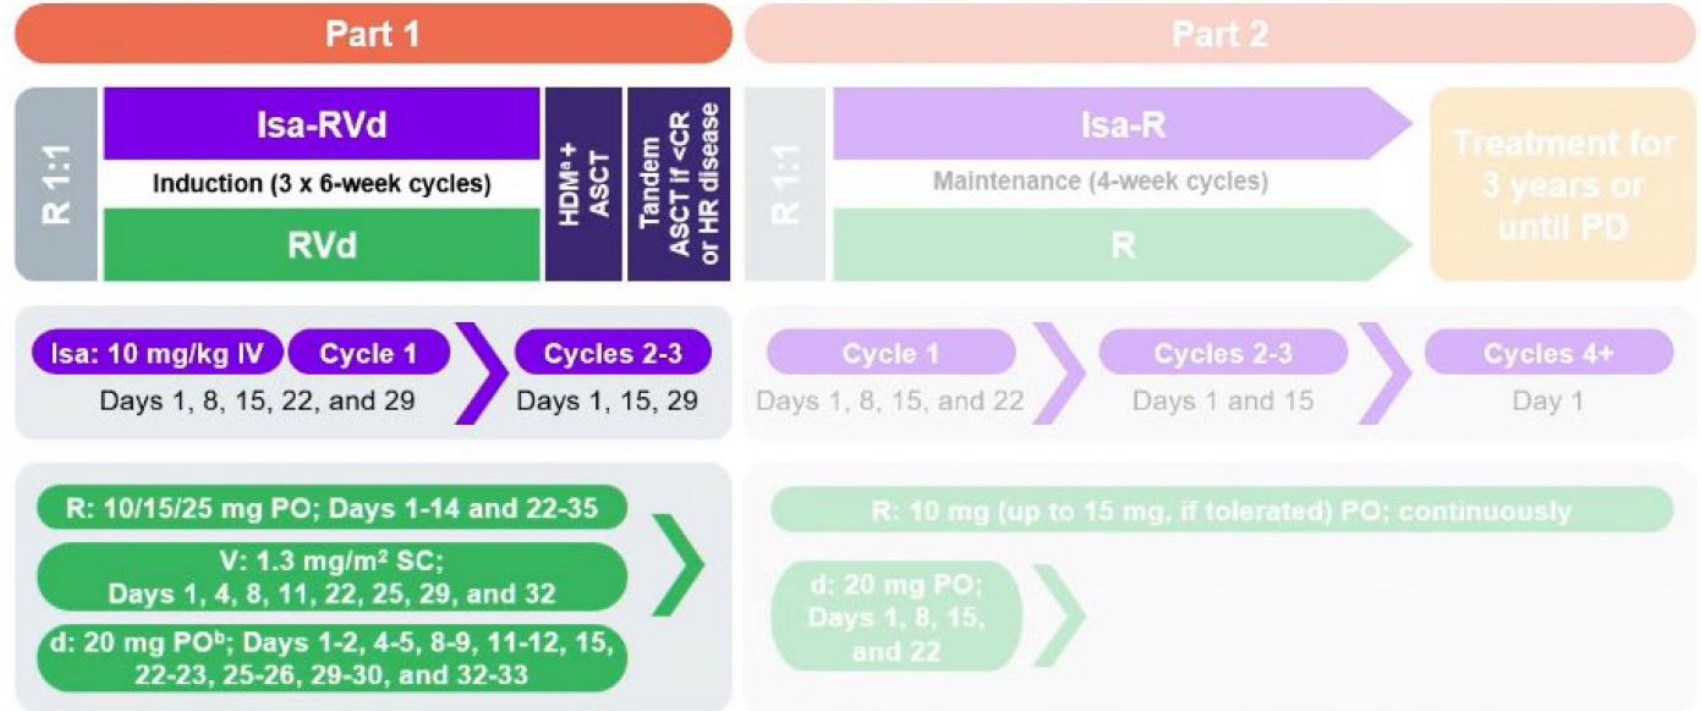 Part 1
Part 2
R 1:1
Isa-RVd
Induction (3 x 6-week cycles)
RVd
HDMᵃ +
ASCT
Tandem
ASCT if <CR
or HR disease
R 1:1
Isa-R
Maintenance (4-week cycles)
R
Treatment for
3 years or
until PD
Isa: 10 mg/kg IV
Cycle 1
Days 1, 8, 15, 22, and 29
Cycles 2-3
Days 1, 15, 29
Cycle 1
Days 1, 8, 15, and 22
Cycles 2-3
Days 1 and 15
Cycles 4+
Day 1
R: 10/15/25 mg PO; Days 1-14 and 22-35
V: 1.3 mg/m² SC;
Days 1, 4, 8, 11, 22, 25, 29, and 32
d: 20 mg POᵇ; Days 1-2, 4-5, 8-9, 11-12, 15,
22-23, 25-26, 29-30, and 32-33
R: 10 mg (up to 15 mg, if tolerated) PO; continuously
d: 20 mg PO;
Days 1, 8, 15,
and 22